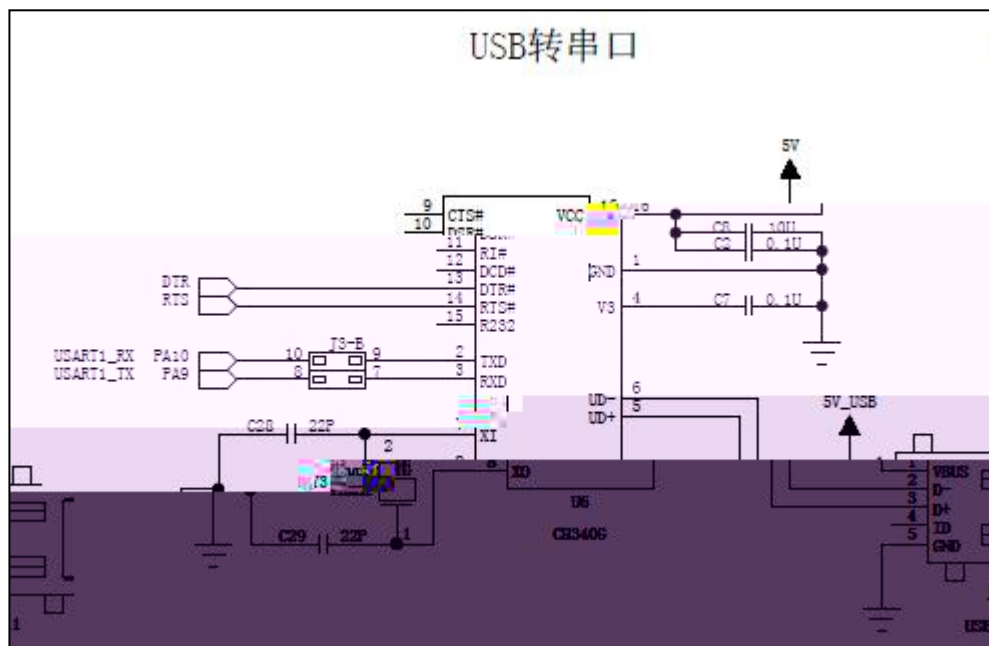 USB转串口
5V
9 CTS# VCC
10
C8 10U
11 RI# C2 0.1U
12 DCD# GND 1
DTR 13 DTR#
RTS 14 RTS# V3 4 C7 0.1U
15 R232
J3-B
USART1_RX PA10 10 9 2 TXD
USART1_TX PA9 8 7 3 RXD
UD- 6
UD+ 5
5V_USB
C28 22P XI
2
8 XO
1 VBUS
2 D-
3 D+
4 ID
5 GND
U6
C29 22P 1 CH340G
1